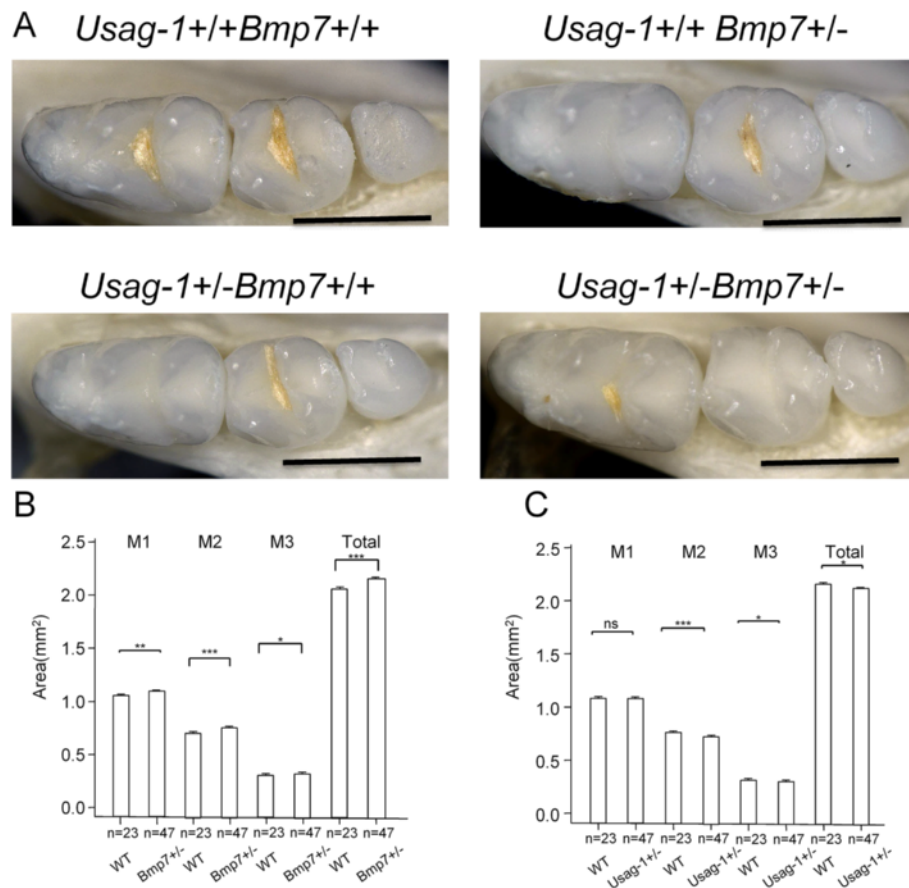 A
Usag-1+/+Bmp7+/+
Usag-1+/+ Bmp7+/-
Usag-1+/-Bmp7+/+
Usag-1+/-Bmp7+/-
B
M1 M2 M3 Total
** *** * ***
Area(mm²)
2.5
2.0
1.5
1.0
0.5
0.0
n=23 n=47 n=23 n=47 n=23 n=47 n=23 n=47
WT Bmp7+/- WT Bmp7+/- WT Bmp7+/- WT Bmp7+/-
C
M1 M2 M3 Total
ns *** * *
Area(mm²)
2.5
2.0
1.5
1.0
0.5
0.0
n=23 n=47 n=23 n=47 n=23 n=47 n=23 n=47
WT Usag-1+/- WT Usag-1+/- WT Usag-1+/- WT Usag-1+/-